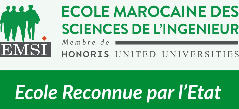 ECOLE MAROCAINE DES
SCIENCES DE L'INGENIEUR
Membre de
HONORIS UNITED UNIVERSITIES
EMSI
Ecole Reconnue par l'Etat